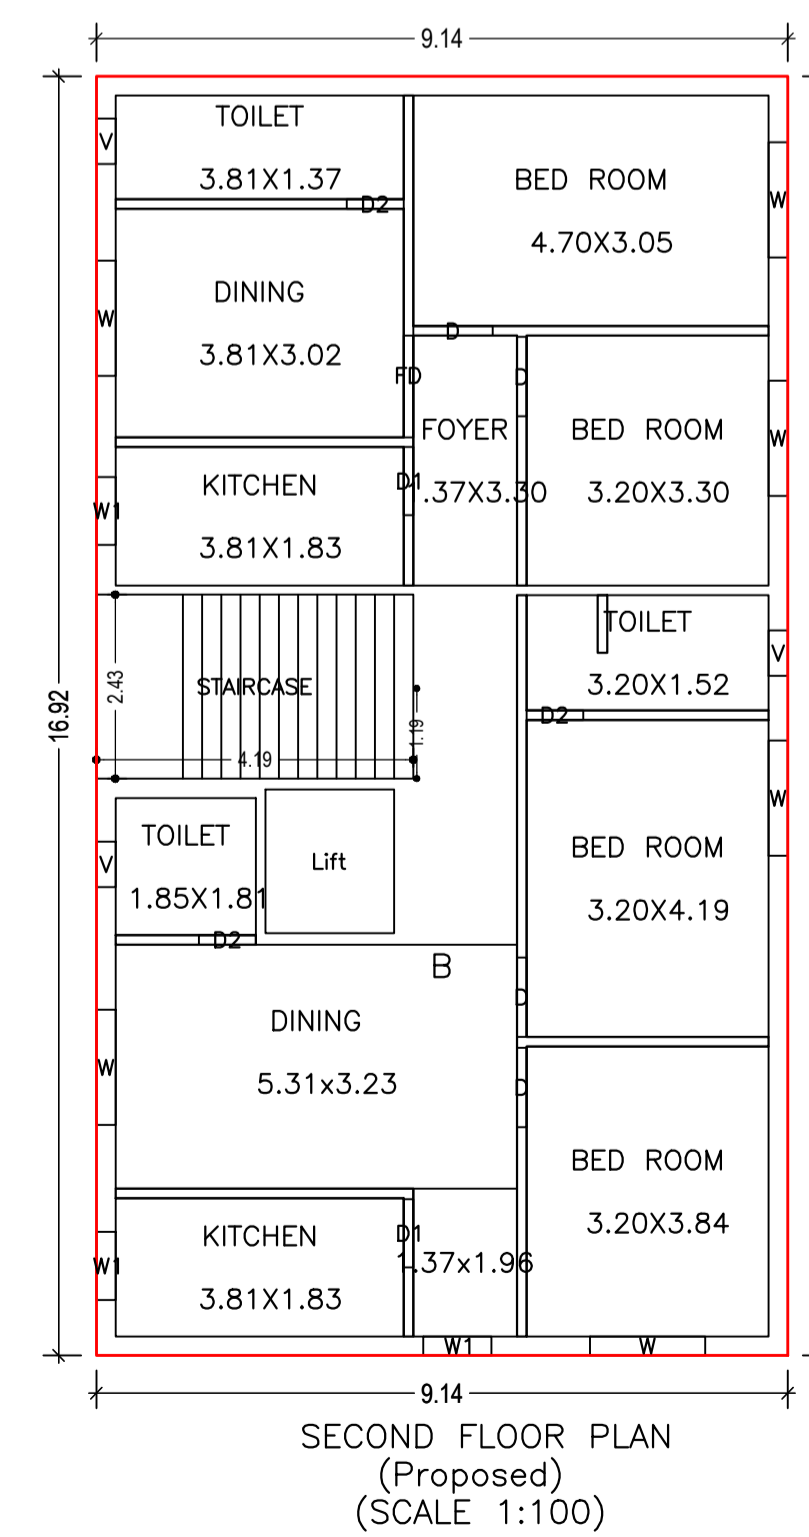 9.14
TOILET
3.81X1.37
V
D2
BED ROOM
4.70X3.05
W
DINING
3.81X3.02
W
D
FD
D
FOYER
.37X3.30
BED ROOM
3.20X3.30
W
KITCHEN
3.81X1.83
W1
D1
16.92
STAIRCASE
2.43
4.19
1.19
TOILET
3.20X1.52
V
D2
TOILET
1.85X1.81
V
D2
Lift
BED ROOM
3.20X4.19
W
B
D
DINING
5.31x3.23
W
D
BED ROOM
3.20X3.84
KITCHEN
3.81X1.83
W1
D1
1.37x1.96
W1
W
9.14
SECOND FLOOR PLAN
(Proposed)
(SCALE 1:100)